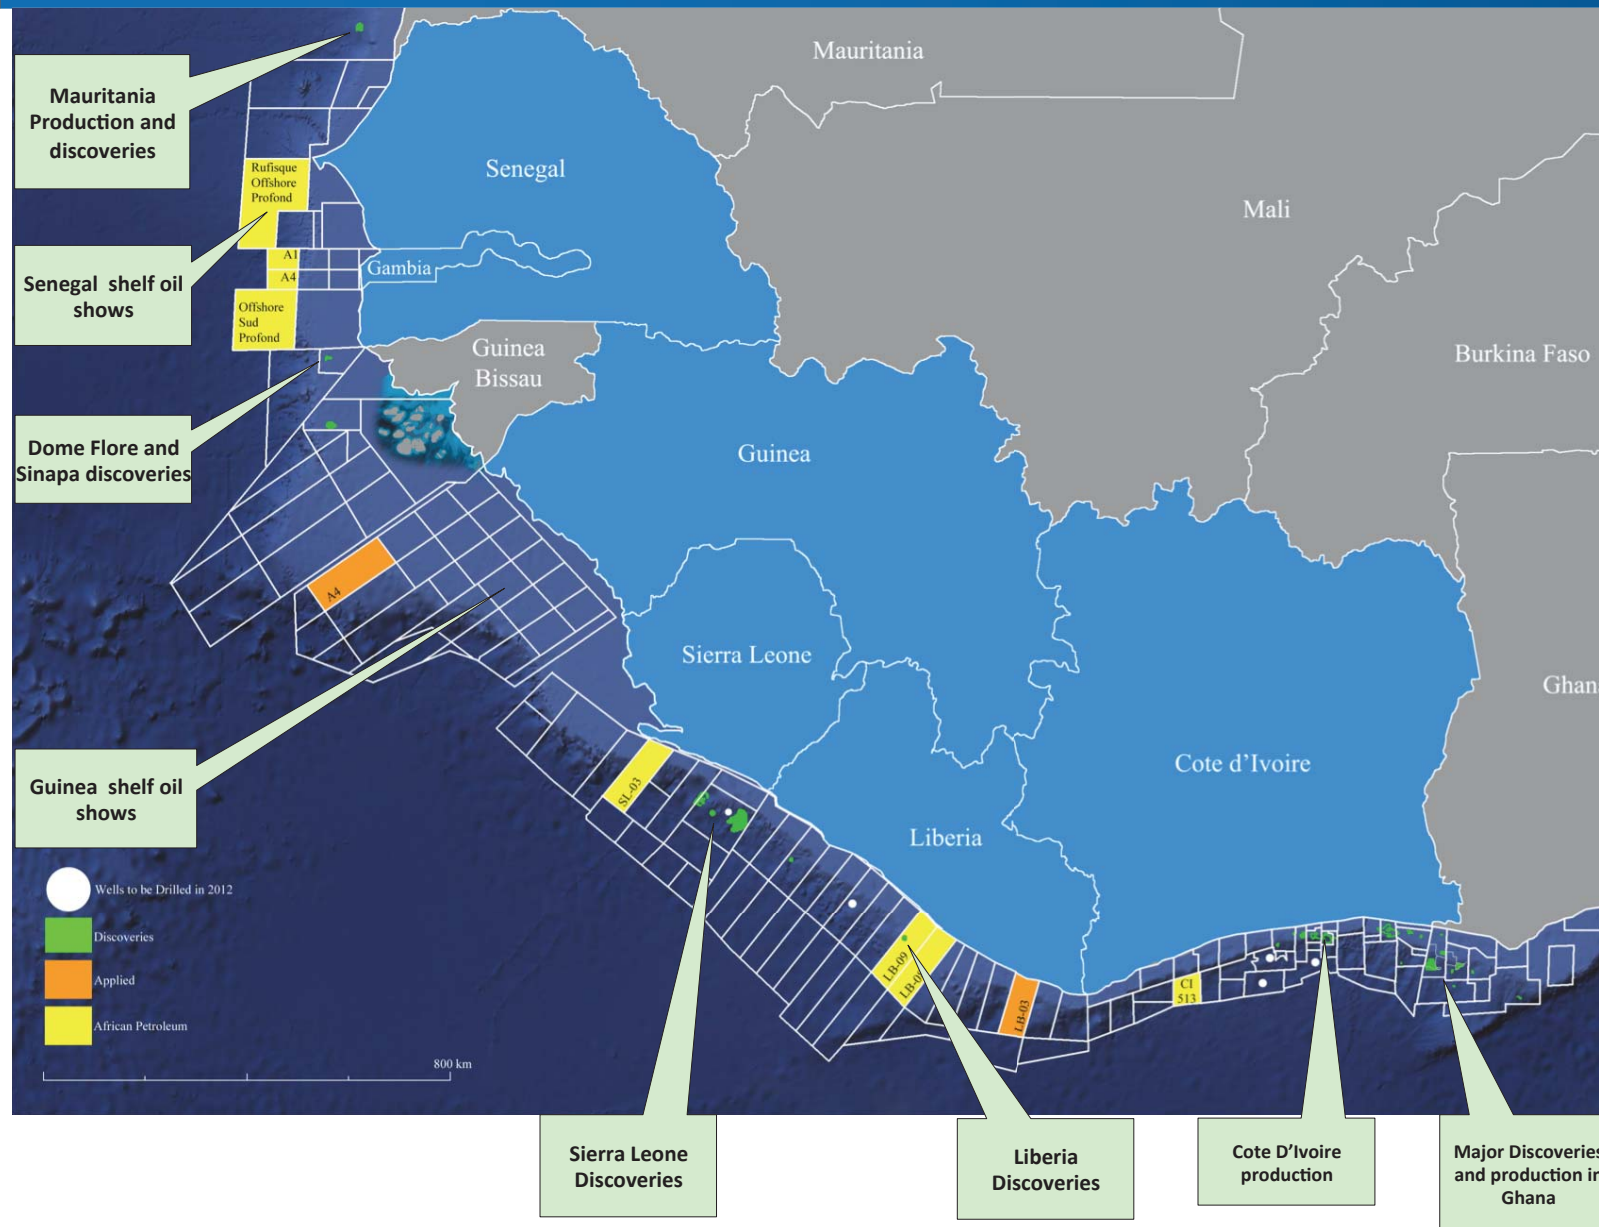 Mauritania
Production and
discoveries
Senegal shelf oil
shows
Dome Flore and
Sinapa discoveries
Guinea shelf oil
shows
Mauritania
Senegal
Mali
Gambia
Guinea
Bissau
Burkina Faso
Guinea
Sierra Leone
Liberia
Cote d’Ivoire
Rufisque
Offshore
Profond
A1
A4
Offshore
Sud
Profond
A4
SL-03
LB-09
LB-03
CI
513
Wells to be Drilled in 2012
Discoveries
Applied
African Petroleum
800 km
Sierra Leone
Discoveries
Liberia
Discoveries
Cote D’Ivoire
production
Major Discoveries
and production in
Ghana